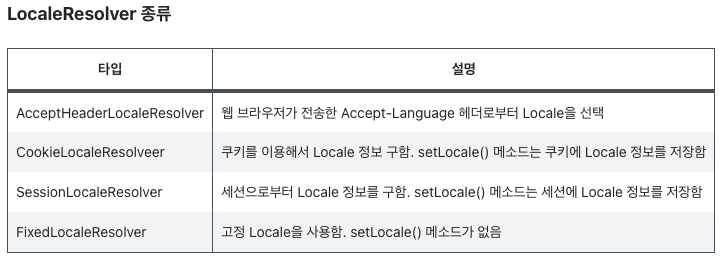 LocaleResolver 종류
타입 설명
AcceptHeaderLocaleResolver 웹 브라우저가 전송한 Accept-Language 헤더로부터 Locale을 선택
CookieLocaleResolveer 쿠키를 이용해서 Locale 정보 구함. setLocale() 메소드는 쿠키에 Locale 정보를 저장함
SessionLocaleResolver 세션으로부터 Locale 정보를 구함. setLocale() 메소드는 세션에 Locale 정보를 저장함
FixedLocaleResolver 고정 Locale을 사용함. setLocale() 메소드가 없음